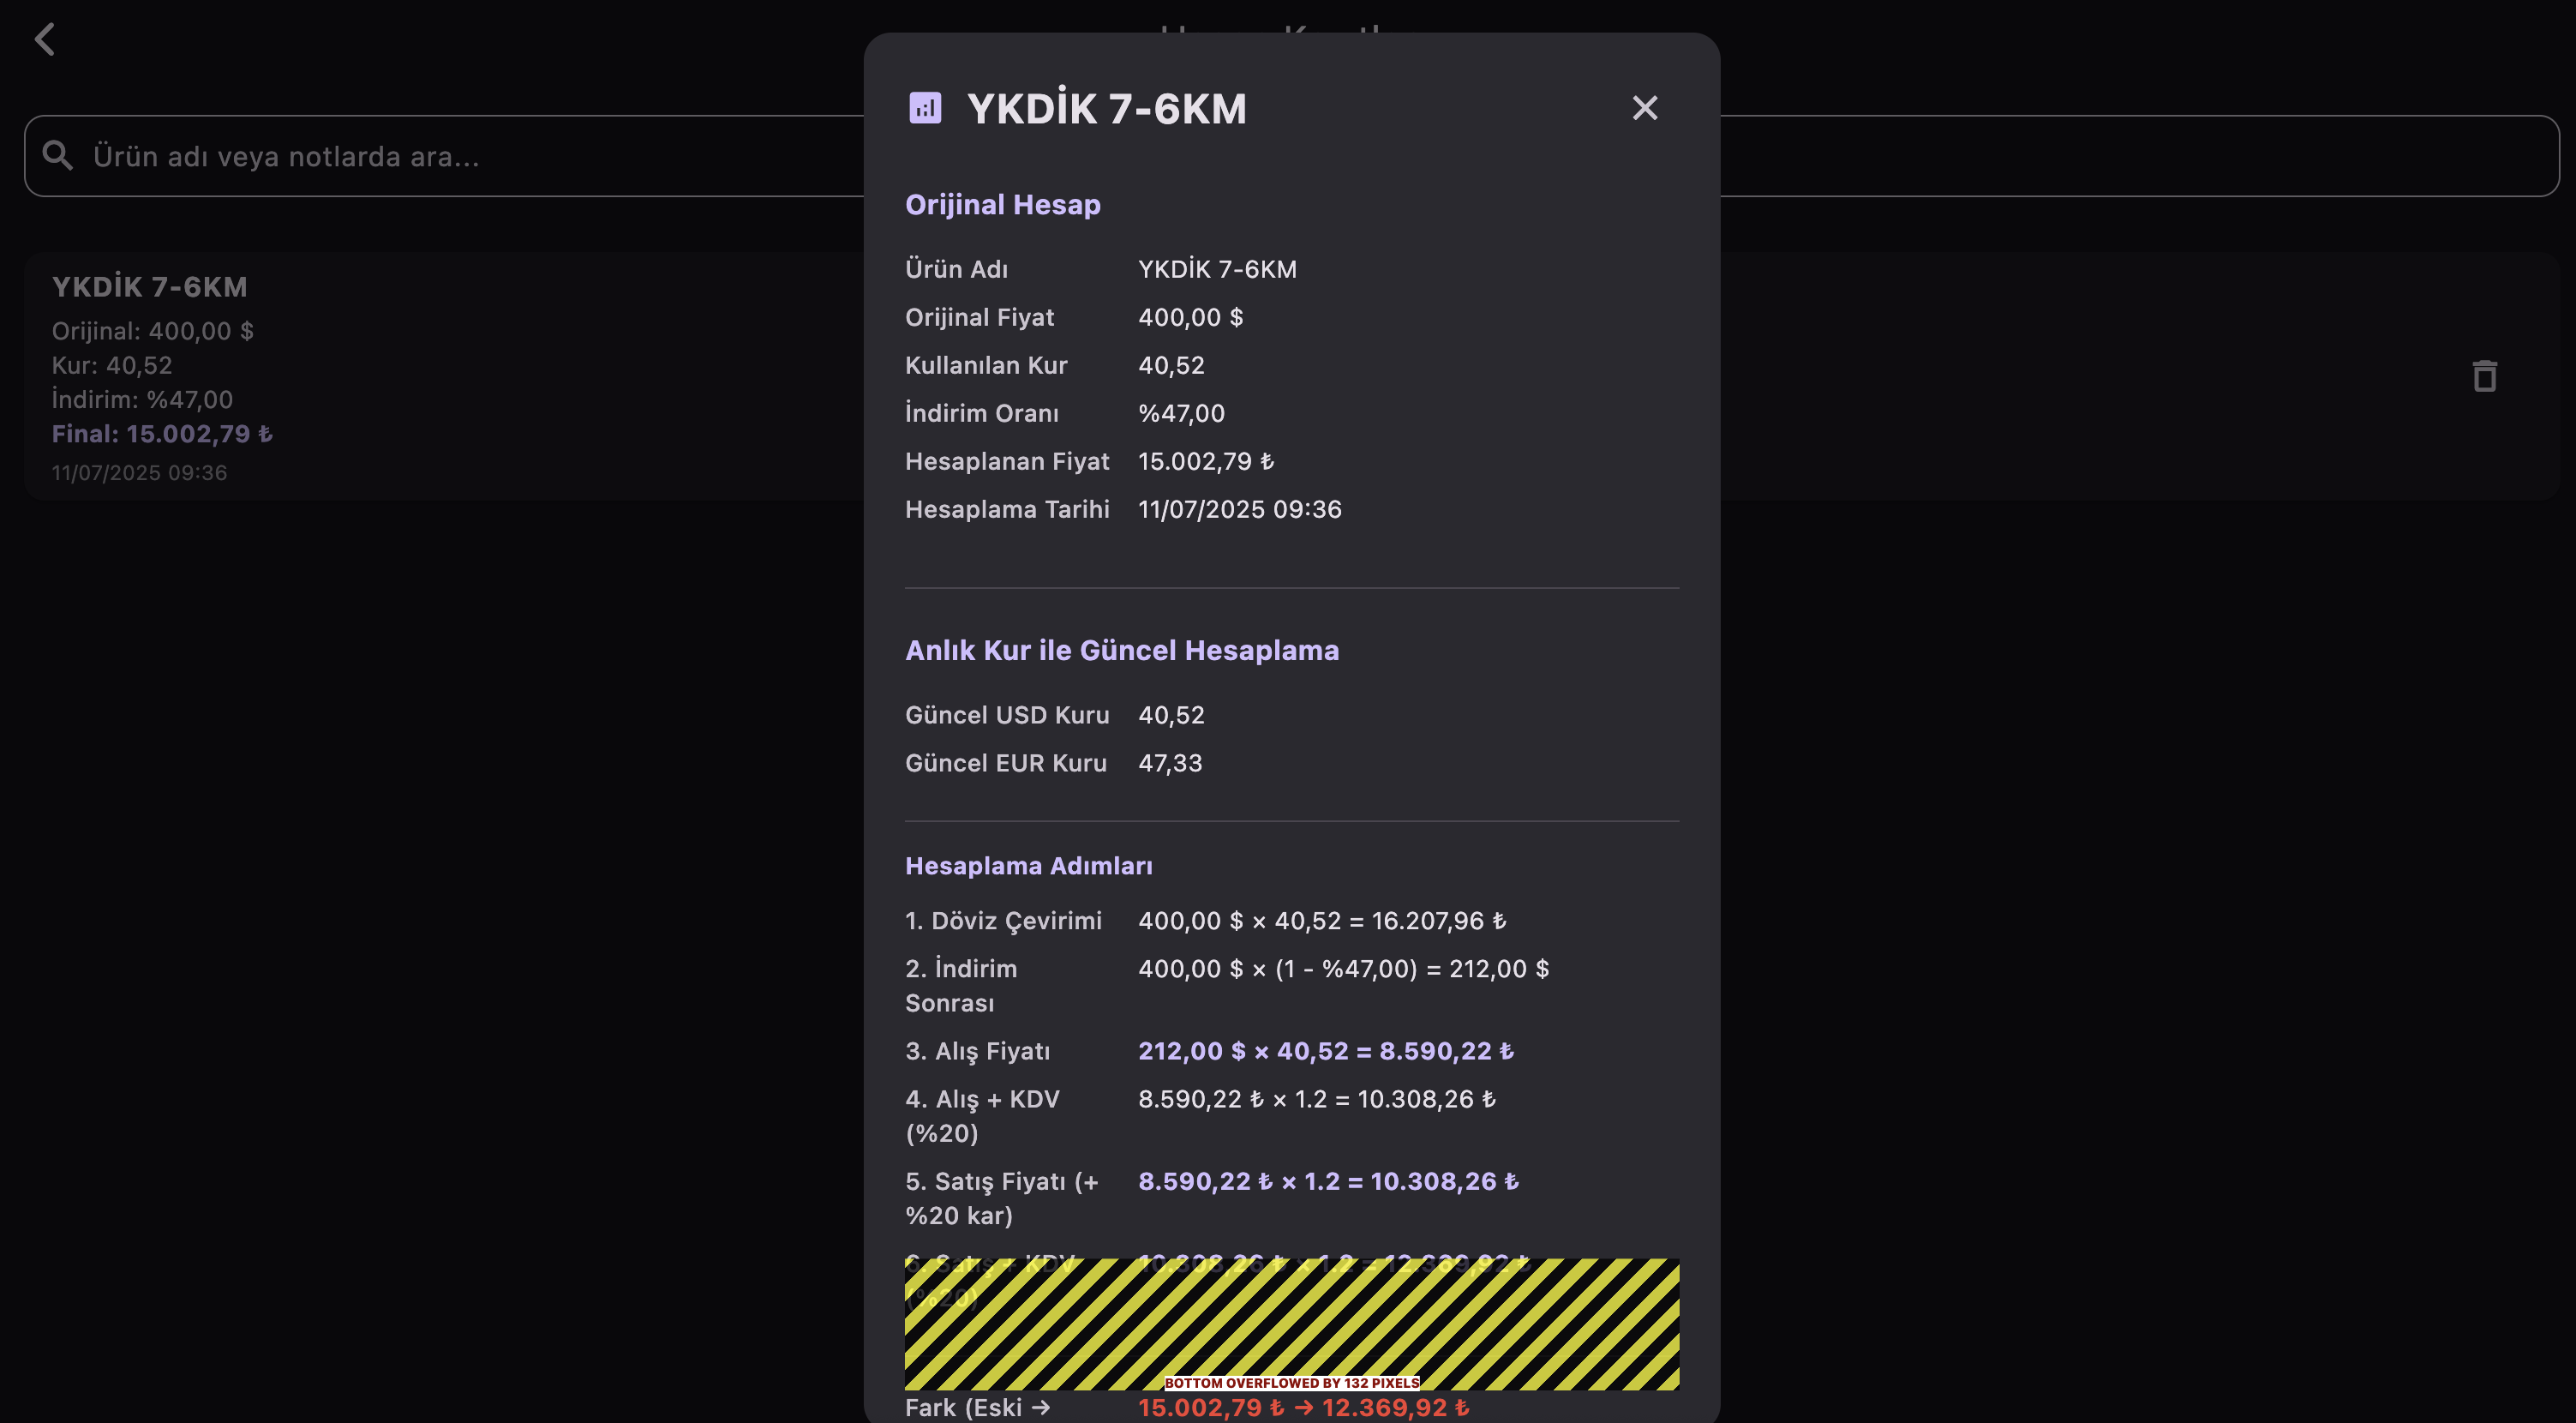 YKDİK 7-6KM
Ürün adı veya notlarda ara...
YKDİK 7-6KM
Orijinal: 400,00 $
Kur: 40,52
İndirim: %47,00
Final: 15.002,79 ₺
11/07/2025 09:36
Orijinal Hesap
Ürün Adı YKDİK 7-6KM
Orijinal Fiyat 400,00 $
Kullanılan Kur 40,52
İndirim Oranı %47,00
Hesaplanan Fiyat 15.002,79 ₺
Hesaplama Tarihi 11/07/2025 09:36
Anlık Kur ile Güncel Hesaplama
Güncel USD Kuru 40,52
Güncel EUR Kuru 47,33
Hesaplama Adımları
1. Döviz Çevirimi 400,00 $ × 40,52 = 16.207,96 ₺
2. İndirim 400,00 $ × (1 - %47,00) = 212,00 $
Sonrası
3. Alış Fiyatı 212,00 $ × 40,52 = 8.590,22 ₺
4. Alış + KDV 8.590,22 ₺ × 1.2 = 10.308,26 ₺
(%20)
5. Satış Fiyatı (+ 8.590,22 ₺ × 1.2 = 10.308,26 ₺
%20 kar)
6. Satış + KDV 10.308,26 ₺ × 1.2 = 12.369,92 ₺
(%20)
BOTTOM OVERFLOWED BY 132 PIXELS
Fark (Eski → 15.002,79 ₺ → 12.369,92 ₺